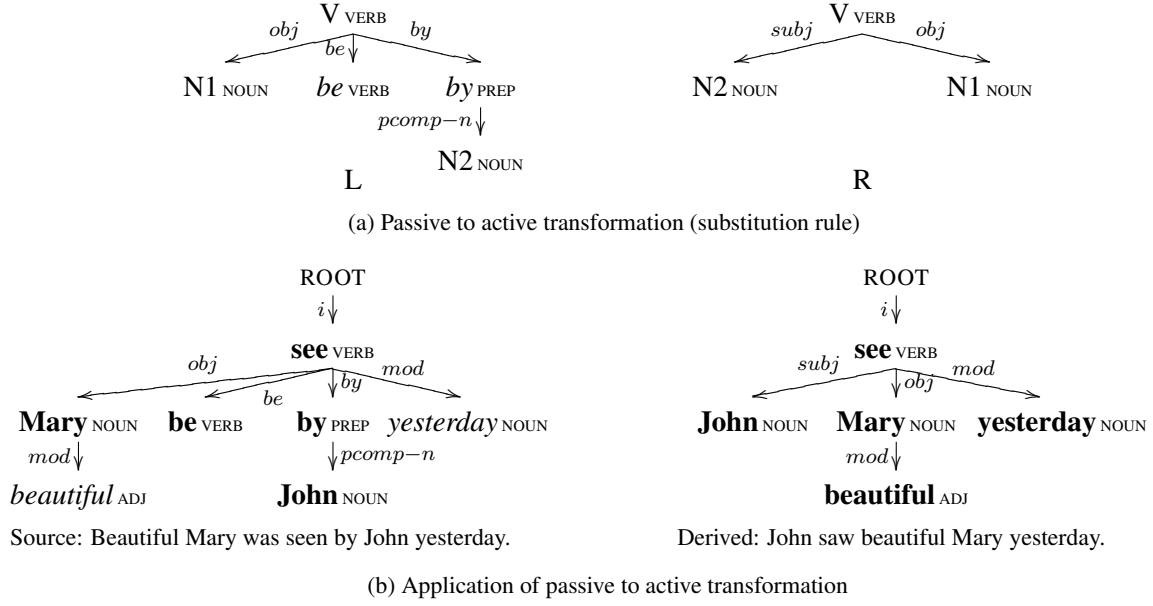 V VERB V VERB
obj be by subj obj
N1 NOUN be VERB by PREP N2 NOUN N1 NOUN
pcomp−n
N2 NOUN
L R
(a) Passive to active transformation (substitution rule)
ROOT ROOT
i i
see VERB see VERB
obj be by mod subj obj mod
Mary NOUN be VERB by PREP yesterday NOUN John NOUN Mary NOUN yesterday NOUN
mod pcomp−n mod
beautiful ADJ John NOUN beautiful ADJ
Source: Beautiful Mary was seen by John yesterday. Derived: John saw beautiful Mary yesterday.
(b) Application of passive to active transformation